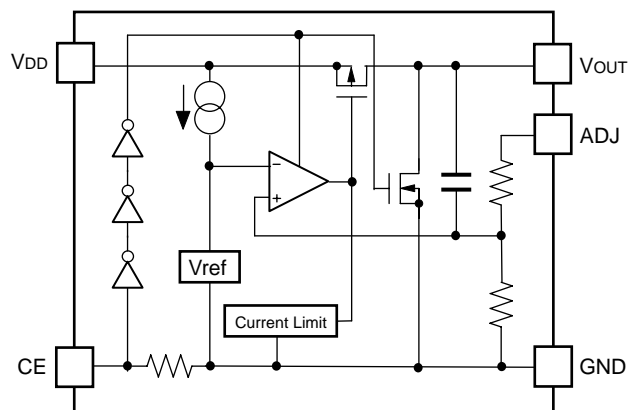 VDD
VOUT
ADJ
−
+
Vref
Current Limit
CE
GND